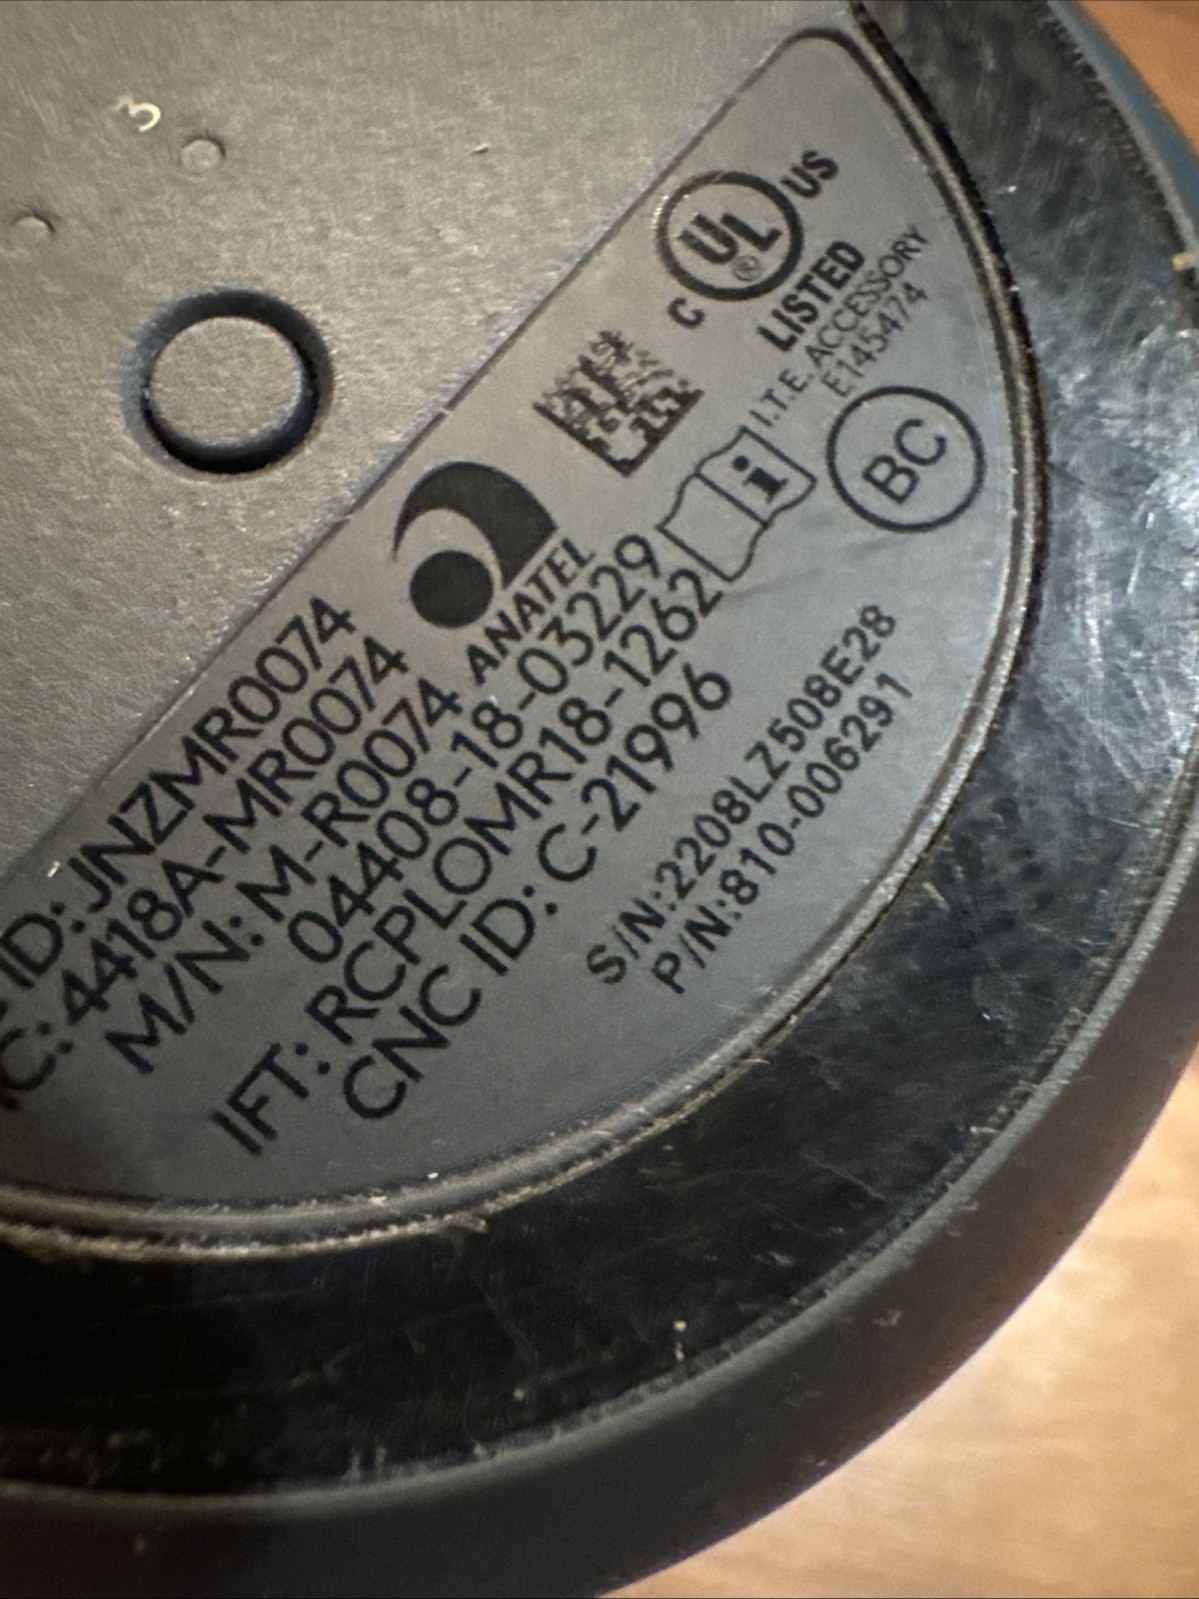 3
C UL ® US
LISTED
I.T.E. ACCESSORY
E145474
i
BC
ANATEL
ID: JNZMR0074
IC: 4418A-MR0074
M/N: M-R0074
04408-18-03229
IFT: RCPLOMR18-1262
CNC ID: C-21996
S/N:2208LZ508E28
P/N:810-006291